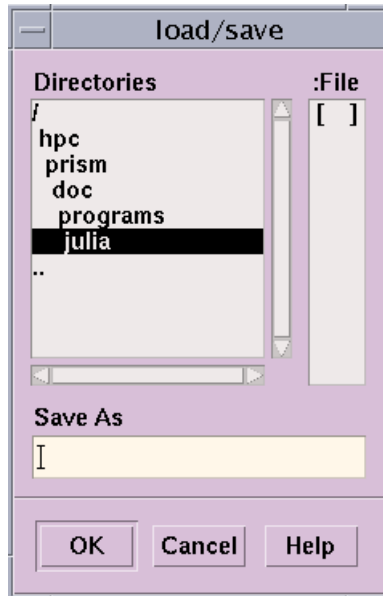 load/save
Directories :File
/ [ ]
hpc
prism
doc
programs
julia
..
Save As
OK Cancel Help